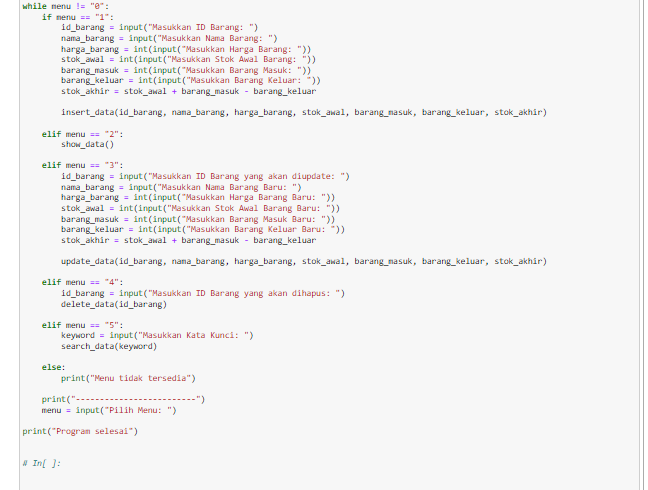 while menu != "0":
if menu == "1":
id_barang = input("Masukkan ID Barang: ")
nama_barang = input("Masukkan Nama Barang: ")
harga_barang = int(input("Masukkan Harga Barang: "))
stok_awal = int(input("Masukkan Stok Awal Barang: "))
barang_masuk = int(input("Masukkan Barang Masuk: "))
barang_keluar = int(input("Masukkan Barang Keluar: "))
stok_akhir = stok_awal + barang_masuk - barang_keluar
insert_data(id_barang, nama_barang, harga_barang, stok_awal, barang_masuk, barang_keluar, stok_akhir)
elif menu == "2":
show_data()
elif menu == "3":
id_barang = input("Masukkan ID Barang yang akan diupdate: ")
nama_barang = input("Masukkan Nama Barang Baru: ")
harga_barang = int(input("Masukkan Harga Barang Baru: "))
stok_awal = int(input("Masukkan Stok Awal Barang Baru: "))
barang_masuk = int(input("Masukkan Barang Masuk Baru: "))
barang_keluar = int(input("Masukkan Barang Keluar Baru: "))
stok_akhir = stok_awal + barang_masuk - barang_keluar
update_data(id_barang, nama_barang, harga_barang, stok_awal, barang_masuk, barang_keluar, stok_akhir)
elif menu == "4":
id_barang = input("Masukkan ID Barang yang akan dihapus: ")
delete_data(id_barang)
elif menu == "5":
keyword = input("Masukkan Kata Kunci: ")
search_data(keyword)
else:
print("Menu tidak tersedia")
print("-------------------------")
menu = input("Pilih Menu: ")
print("Program selesai")
# In[ ]: